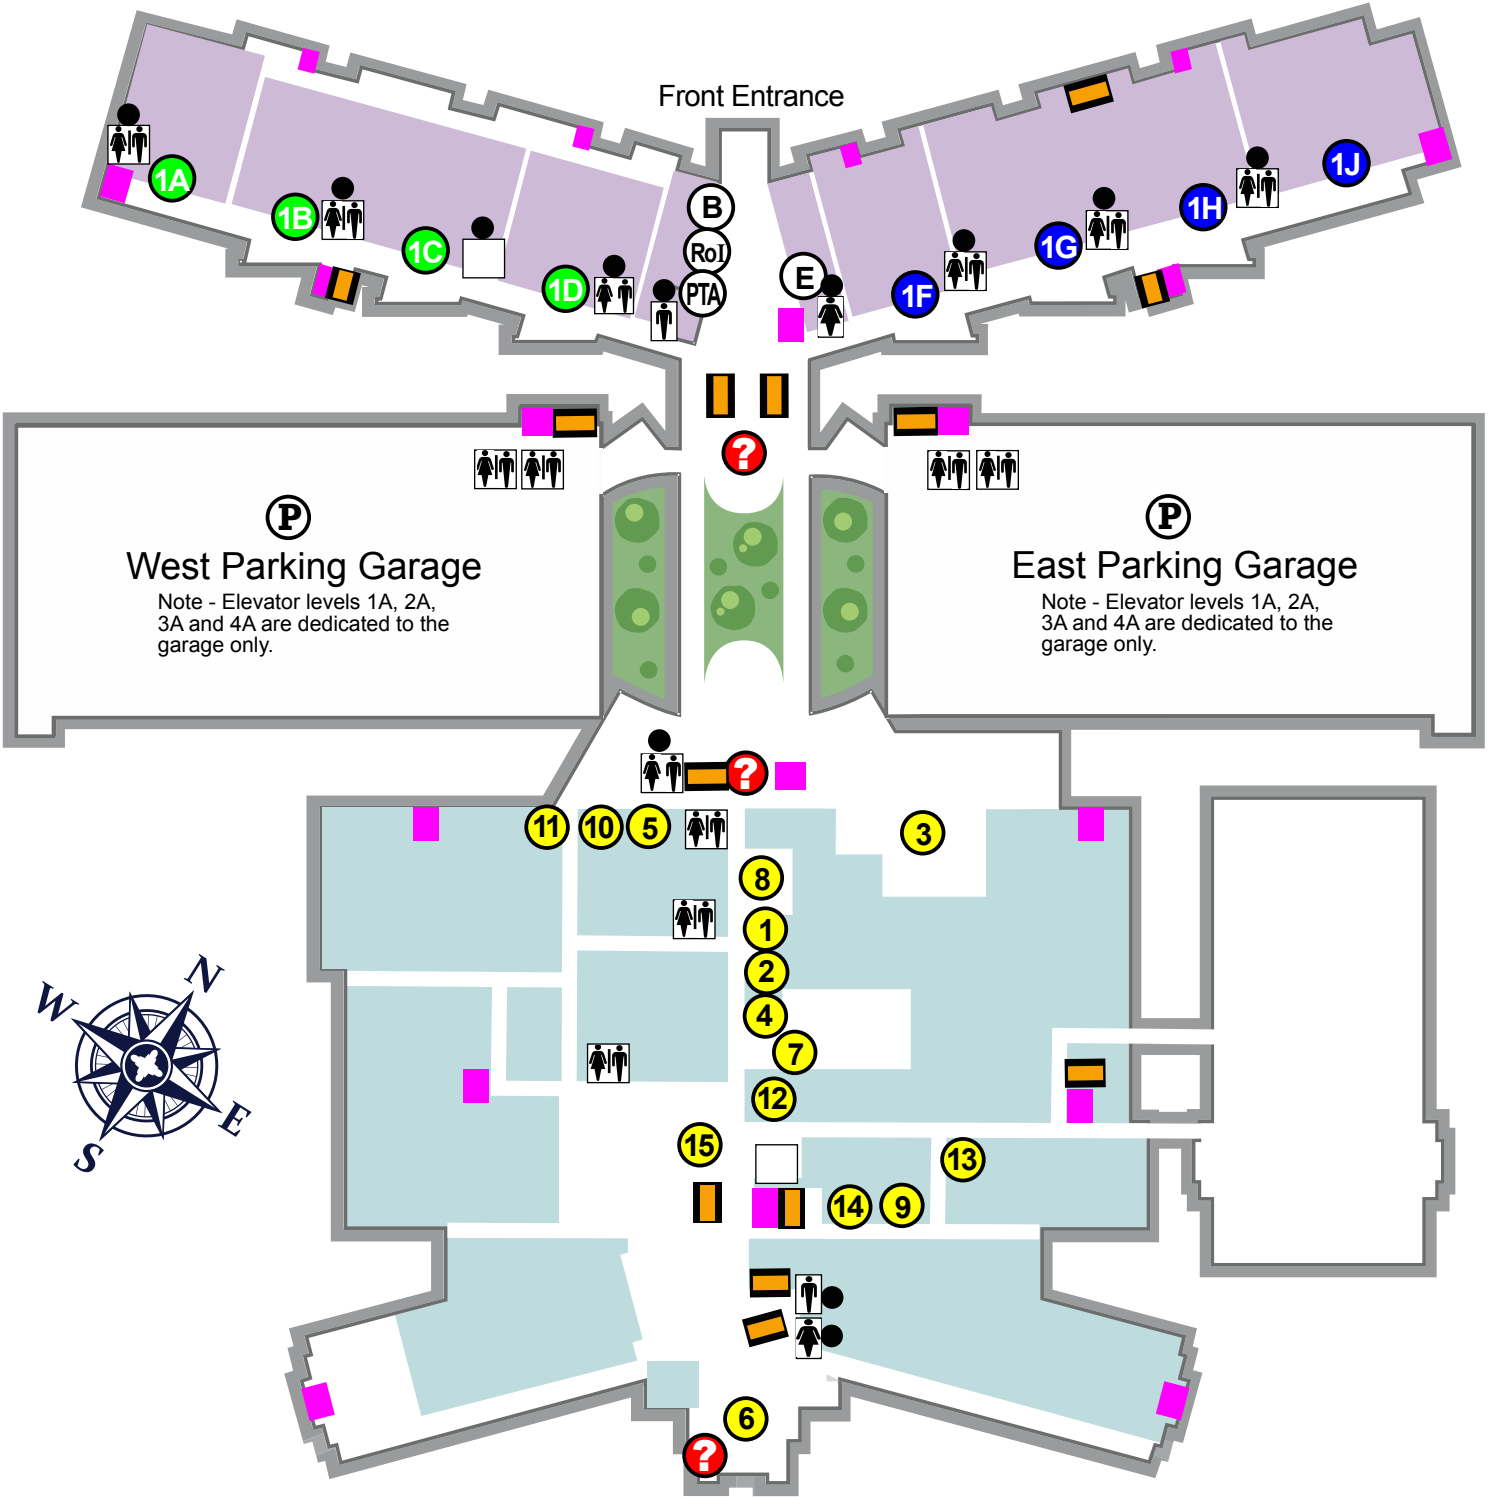 Front Entrance
1A
1B
1C
1D
B
RoI
PTA
E
1F
1G
1H
1J
?
P
West Parking Garage
Note - Elevator levels 1A, 2A,
3A and 4A are dedicated to the
garage only.
P
East Parking Garage
Note - Elevator levels 1A, 2A,
3A and 4A are dedicated to the
garage only.
?
11
10
5
3
8
1
2
4
7
12
15
13
14
9
6
?
N
W
E
S